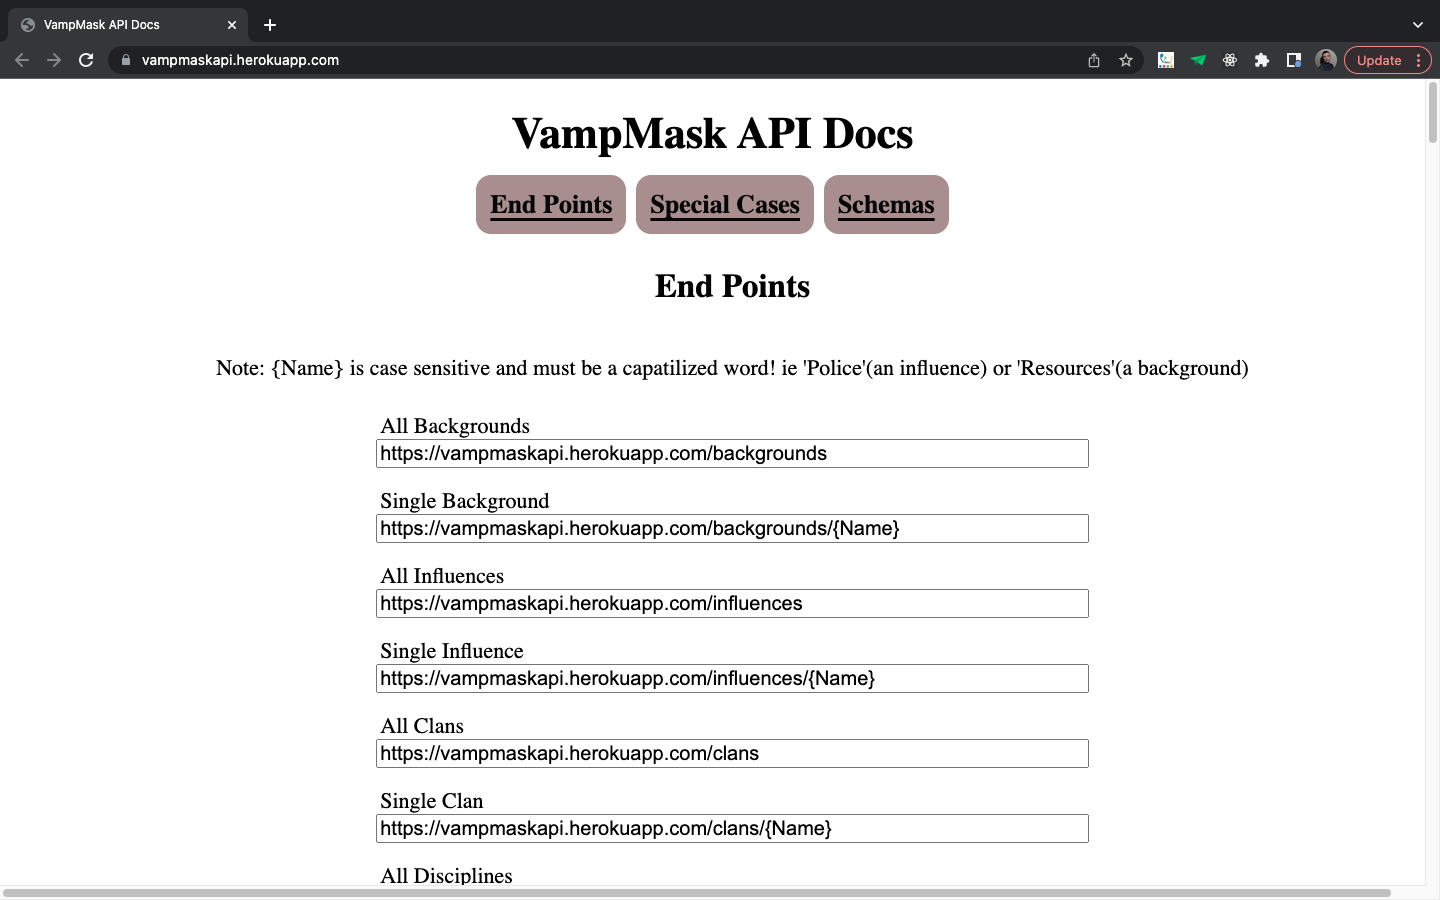 VampMask API Docs
vampmaskapi.herokuapp.com
Update
VampMask API Docs
End Points
Special Cases
Schemas
End Points
Note: {Name} is case sensitive and must be a capatilized word! ie 'Police'(an influence) or 'Resources'(a background)
All Backgrounds
https://vampmaskapi.herokuapp.com/backgrounds
Single Background
https://vampmaskapi.herokuapp.com/backgrounds/{Name}
All Influences
https://vampmaskapi.herokuapp.com/influences
Single Influence
https://vampmaskapi.herokuapp.com/influences/{Name}
All Clans
https://vampmaskapi.herokuapp.com/clans
Single Clan
https://vampmaskapi.herokuapp.com/clans/{Name}
All Disciplines